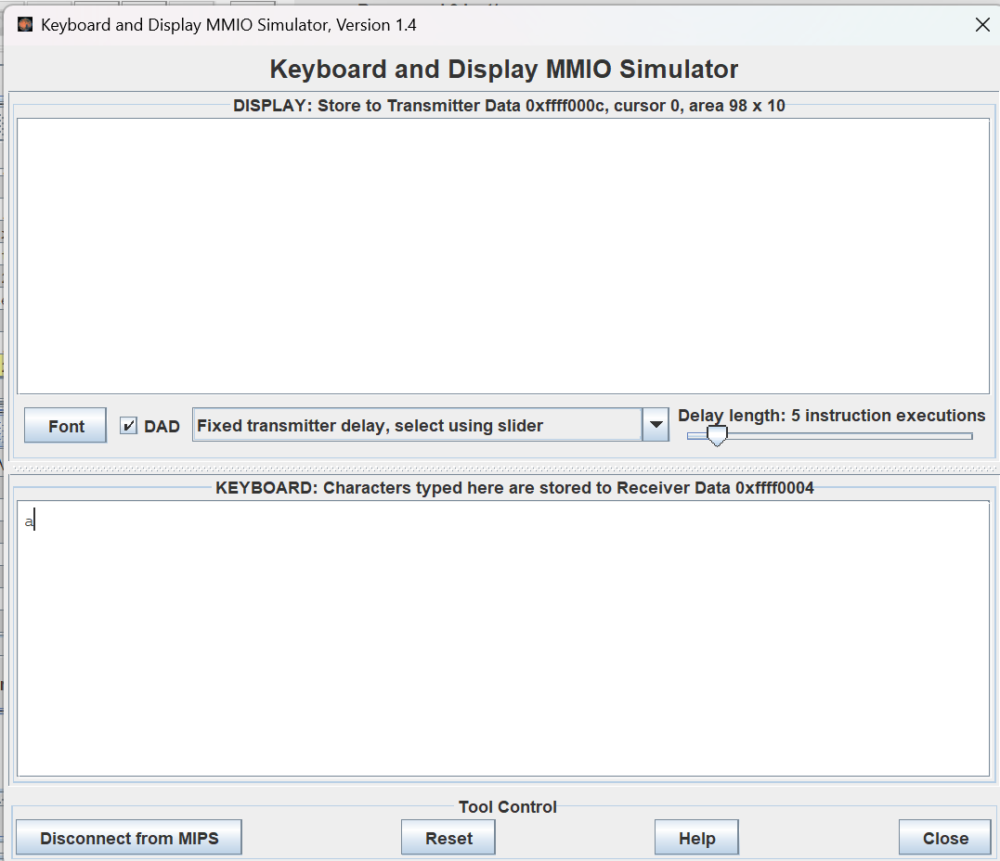 Keyboard and Display MMIO Simulator, Version 1.4
Keyboard and Display MMIO Simulator
DISPLAY: Store to Transmitter Data 0xffff000c, cursor 0, area 98 x 10
Font
DAD
Fixed transmitter delay, select using slider
Delay length: 5 instruction executions
KEYBOARD: Characters typed here are stored to Receiver Data 0xffff0004
a
Tool Control
Disconnect from MIPS
Reset
Help
Close